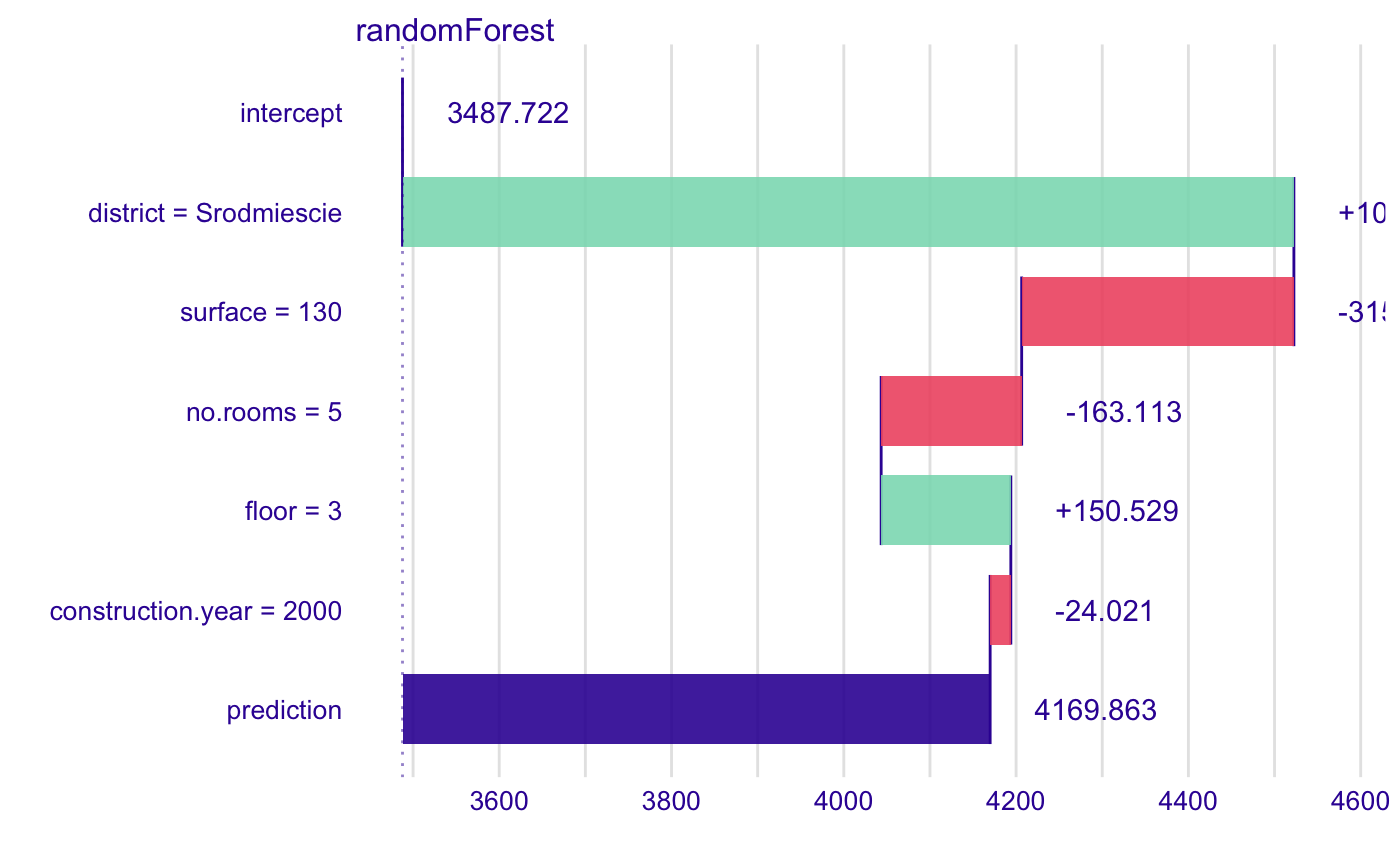 randomForest
intercept 3487.722
district = Srodmiescie +10
surface = 130 -31
no.rooms = 5 -163.113
floor = 3 +150.529
construction.year = 2000 -24.021
prediction 4169.863
3600 3800 4000 4200 4400 4600